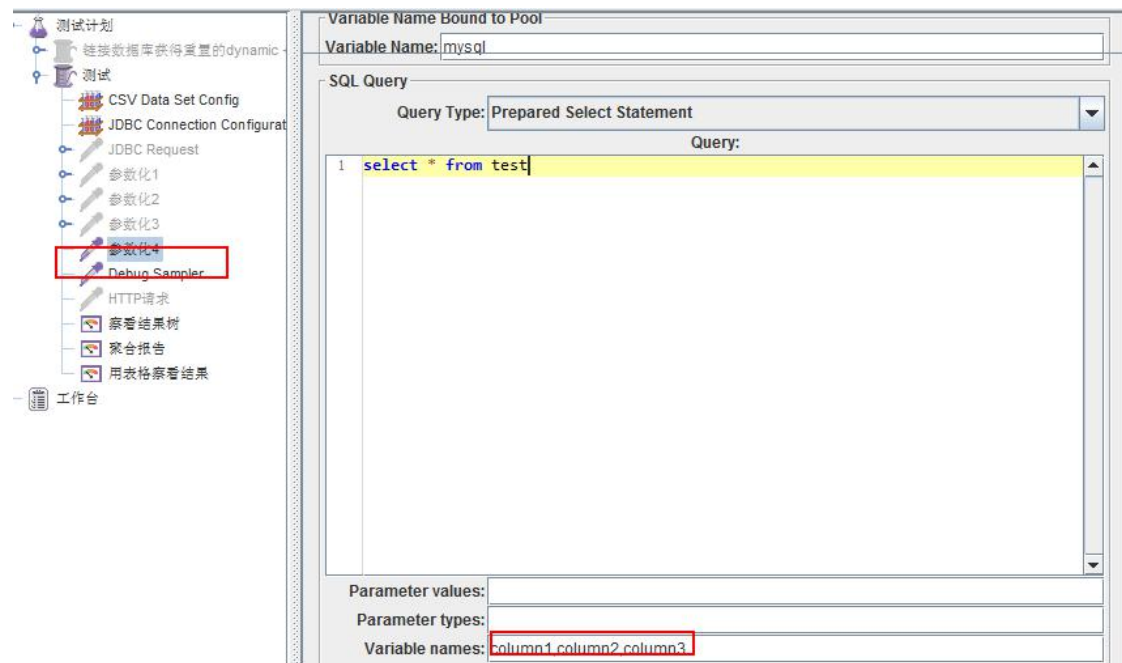 测试计划
链接数据库获得重置的dynamic
测试
CSV Data Set Config
JDBC Connection Configurat
JDBC Request
参数化1
参数化2
参数化3
参数化4
Debug Sampler
HTTP请求
察看结果树
聚合报告
用表格察看结果
工作台
Variable Name Bound to Pool
Variable Name: mysql
SQL Query
Query Type: Prepared Select Statement
Query:
1 select * from test
Parameter values:
Parameter types:
Variable names: column1,column2,column3